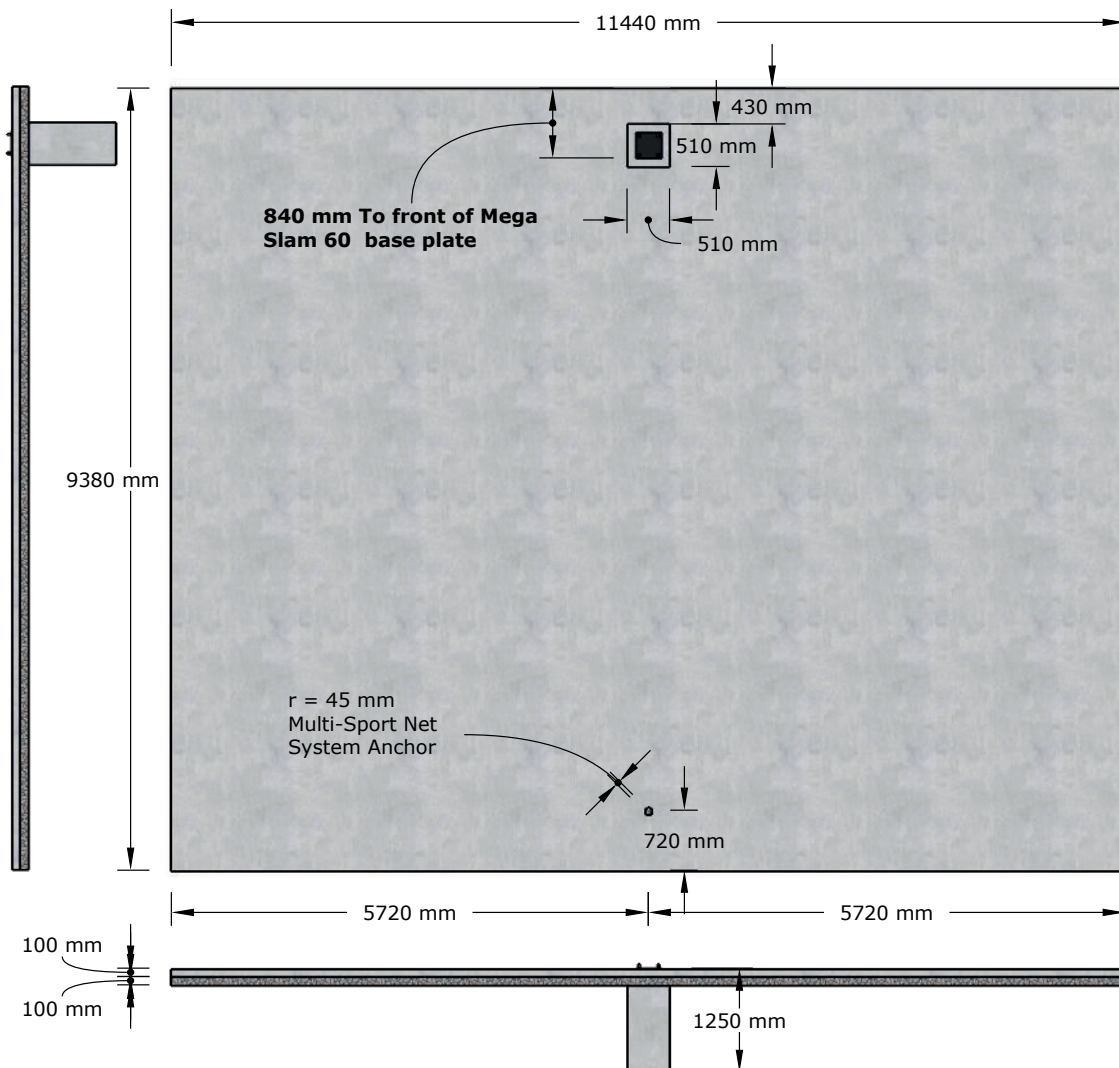 11440 mm
430 mm
510 mm
840 mm To front of Mega
Slam 60 base plate
510 mm
9380 mm
r = 45 mm
Multi-Sport Net
System Anchor
720 mm
5720 mm
5720 mm
100 mm
100 mm
1250 mm